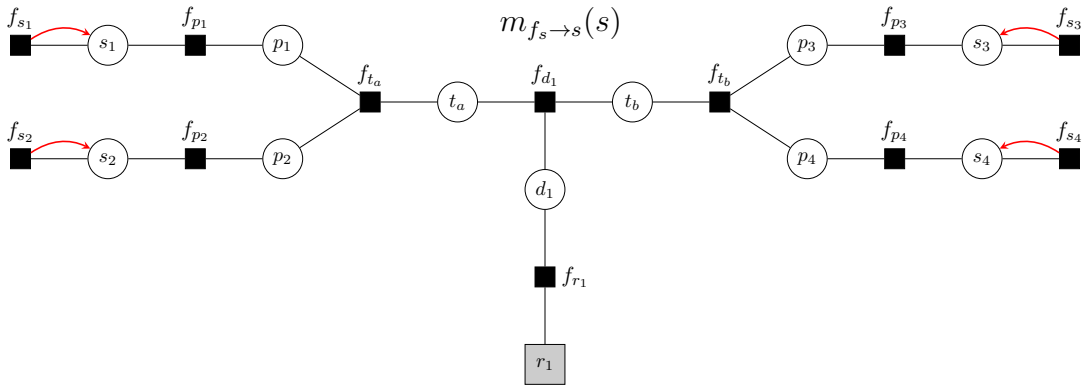 f_{s_1} f_{p_1} m_{f_s→s}(s) f_{p_3} f_{s_3}
s_1 p_1 p_3 s_3
f_{t_a} f_{d_1} f_{t_b}
t_a t_b
f_{s_2} f_{p_2} f_{p_4} f_{s_4}
s_2 p_2 p_4 s_4
d_1
f_{r_1}
r_1